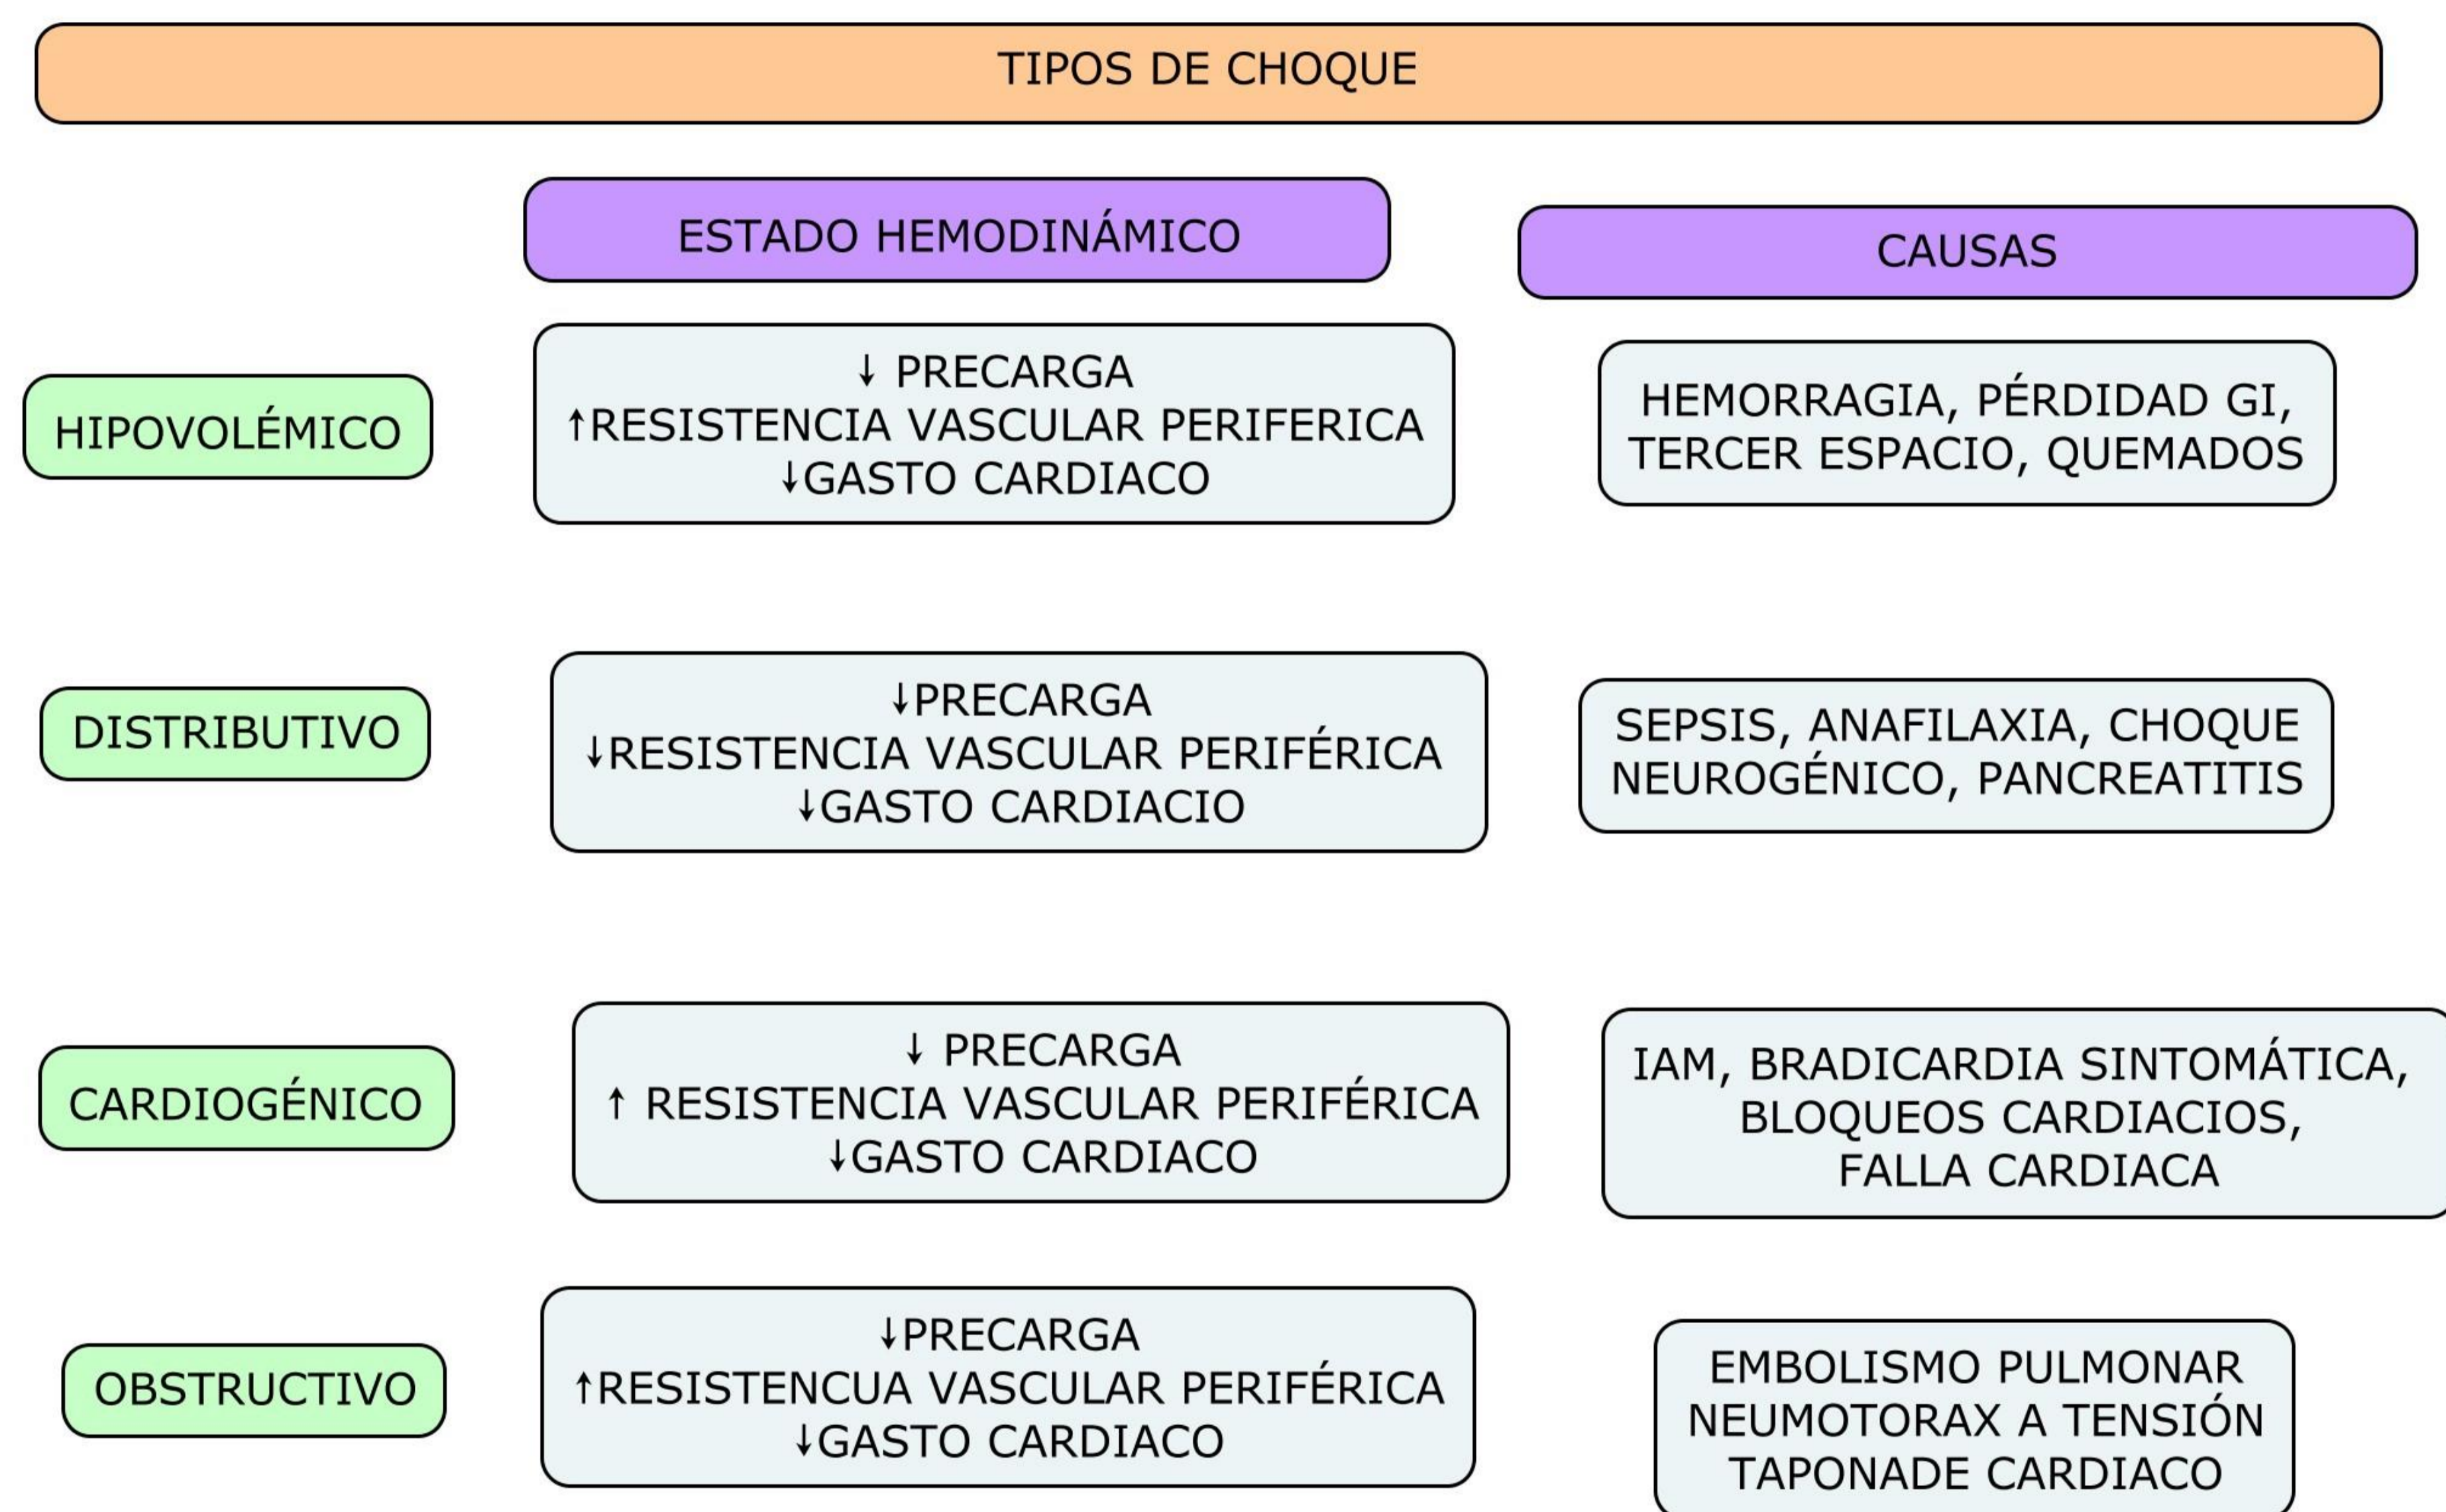 TIPOS DE CHOQUE
ESTADO HEMODINÁMICO
CAUSAS
HIPOVOLÉMICO
↓ PRECARGA
↑RESISTENCIA VASCULAR PERIFERICA
↓GASTO CARDIACO
HEMORRAGIA, PÉRDIDAD GI,
TERCER ESPACIO, QUEMADOS
DISTRIBUTIVO
↓PRECARGA
↓RESISTENCIA VASCULAR PERIFÉRICA
↓GASTO CARDIACIO
SEPSIS, ANAFILAXIA, CHOQUE
NEUROGÉNICO, PANCREATITIS
CARDIOGÉNICO
↓ PRECARGA
↑ RESISTENCIA VASCULAR PERIFÉRICA
↓GASTO CARDIACO
IAM, BRADICARDIA SINTOMÁTICA,
BLOQUEOS CARDIACIOS,
FALLA CARDIACA
OBSTRUCTIVO
↓PRECARGA
↑RESISTENCUA VASCULAR PERIFÉRICA
↓GASTO CARDIACO
EMBOLISMO PULMONAR
NEUMOTORAX A TENSIÓN
TAPONADE CARDIACO